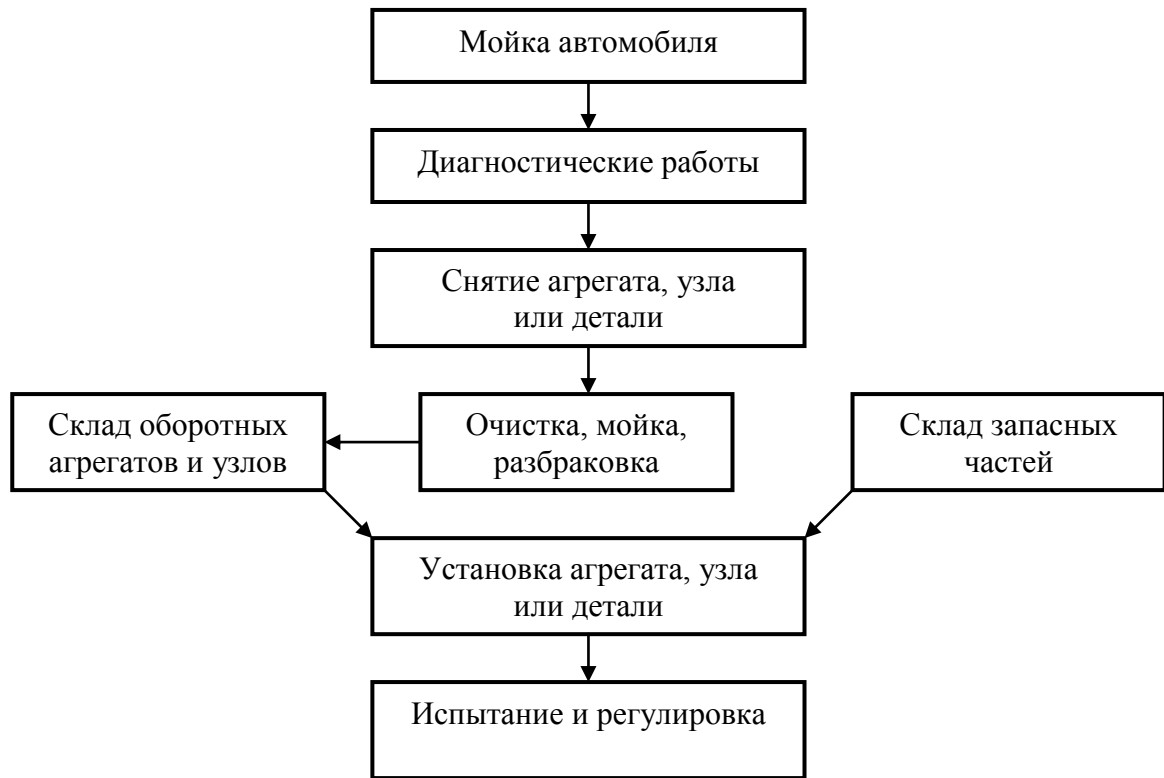 Мойка автомобиля
Диагностические работы
Снятие агрегата, узла
или детали
Склад оборотных
агрегатов и узлов
Очистка, мойка,
разбраковка
Склад запасных
частей
Установка агрегата, узла
или детали
Испытание и регулировка